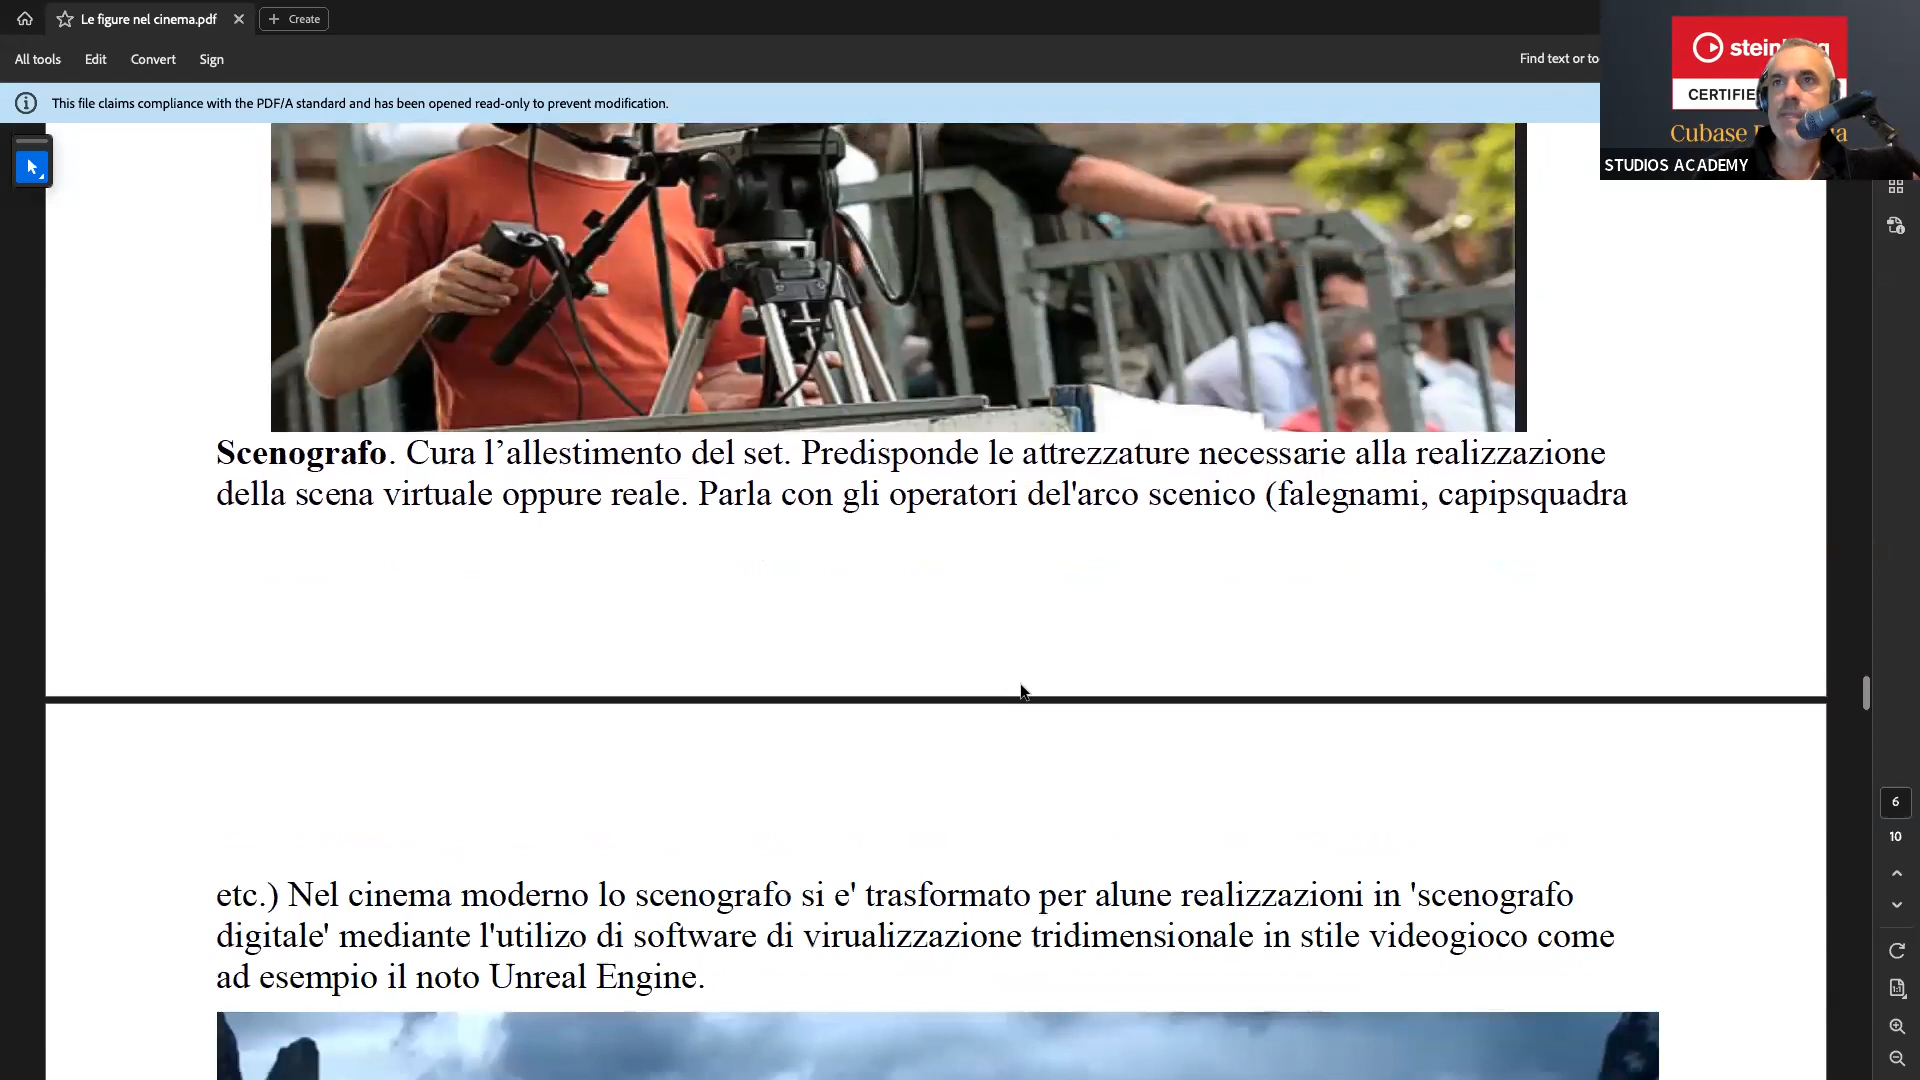 Le figure nel cinema.pdf
Create
All tools
Edit
Convert
Sign
Find text or to
This file claims compliance with the PDF/A standard and has been opened read-only to prevent modification.
CERTIFIE
Cubase
STUDIOS ACADEMY
Scenografo. Cura l’allestimento del set. Predisponde le attrezzature necessarie alla realizzazione
della scena virtuale oppure reale. Parla con gli operatori del'arco scenico (falegnami, capipsquadra
etc.) Nel cinema moderno lo scenografo si e' trasformato per alune realizzazioni in 'scenografo
digitale' mediante l'utilizo di software di virualizzazione tridimensionale in stile videogioco come
ad esempio il noto Unreal Engine.
6
10